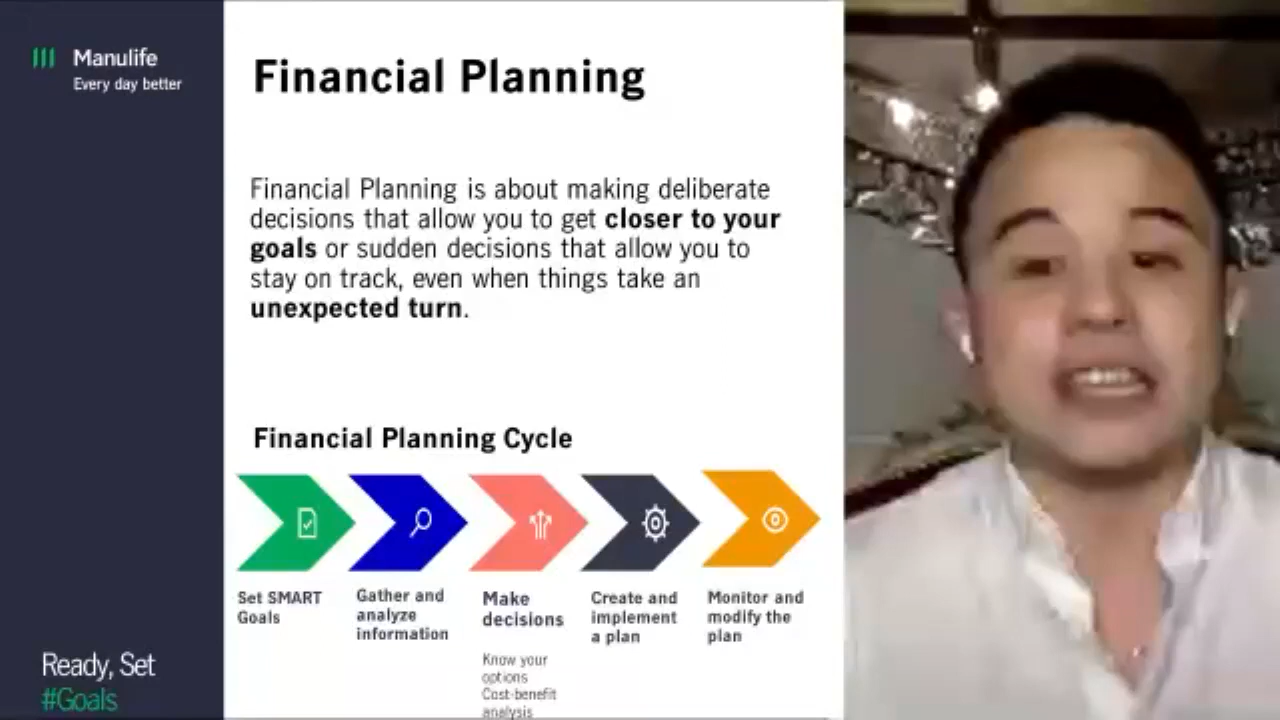 Manulife
Every day better
Financial Planning
Financial Planning is about making deliberate
decisions that allow you to get closer to your
goals or sudden decisions that allow you to
stay on track, even when things take an
unexpected turn.
Financial Planning Cycle
Set SMART
Goals
Gather and
analyze
information
Make
decisions
Know your
options
Cost-benefit
analysis
Create and
implement
a plan
Monitor and
modify the
plan
Ready, Set
#Goals